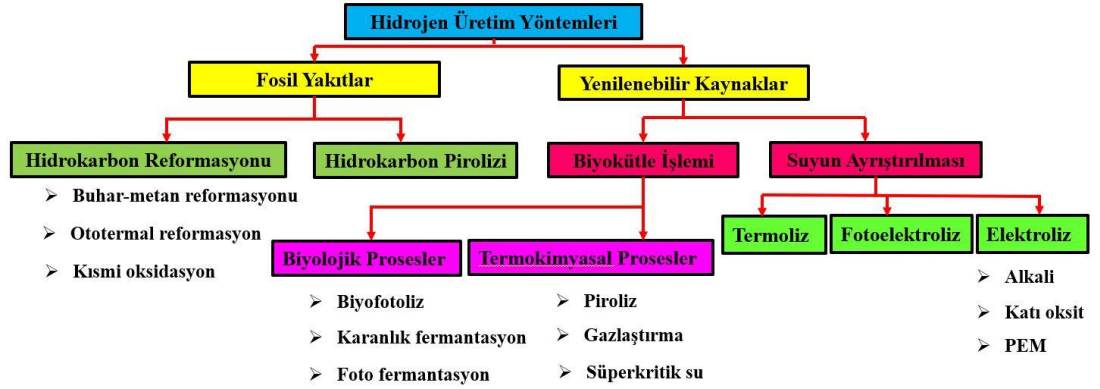 Hidrojen Üretim Yöntemleri
Fosil Yakıtlar
Yenilenebilir Kaynaklar
Hidrokarbon Reformasyonu
Hidrokarbon Pirolizi
Biyokütle İşlemi
Suyun Ayrıştırılması
Buhar-metan reformasyonu
Ototermal reformasyon
Kısmi oksidasyon
Biyolojik Prosesler
Termokimyasal Prosesler
Termoliz
Fotoelektroliz
Elektroliz
Biyofotoliz
Karanlık fermantasyon
Foto fermantasyon
Piroliz
Gazlaştırma
Süperkritik su
Alkali
Katı oksit
PEM